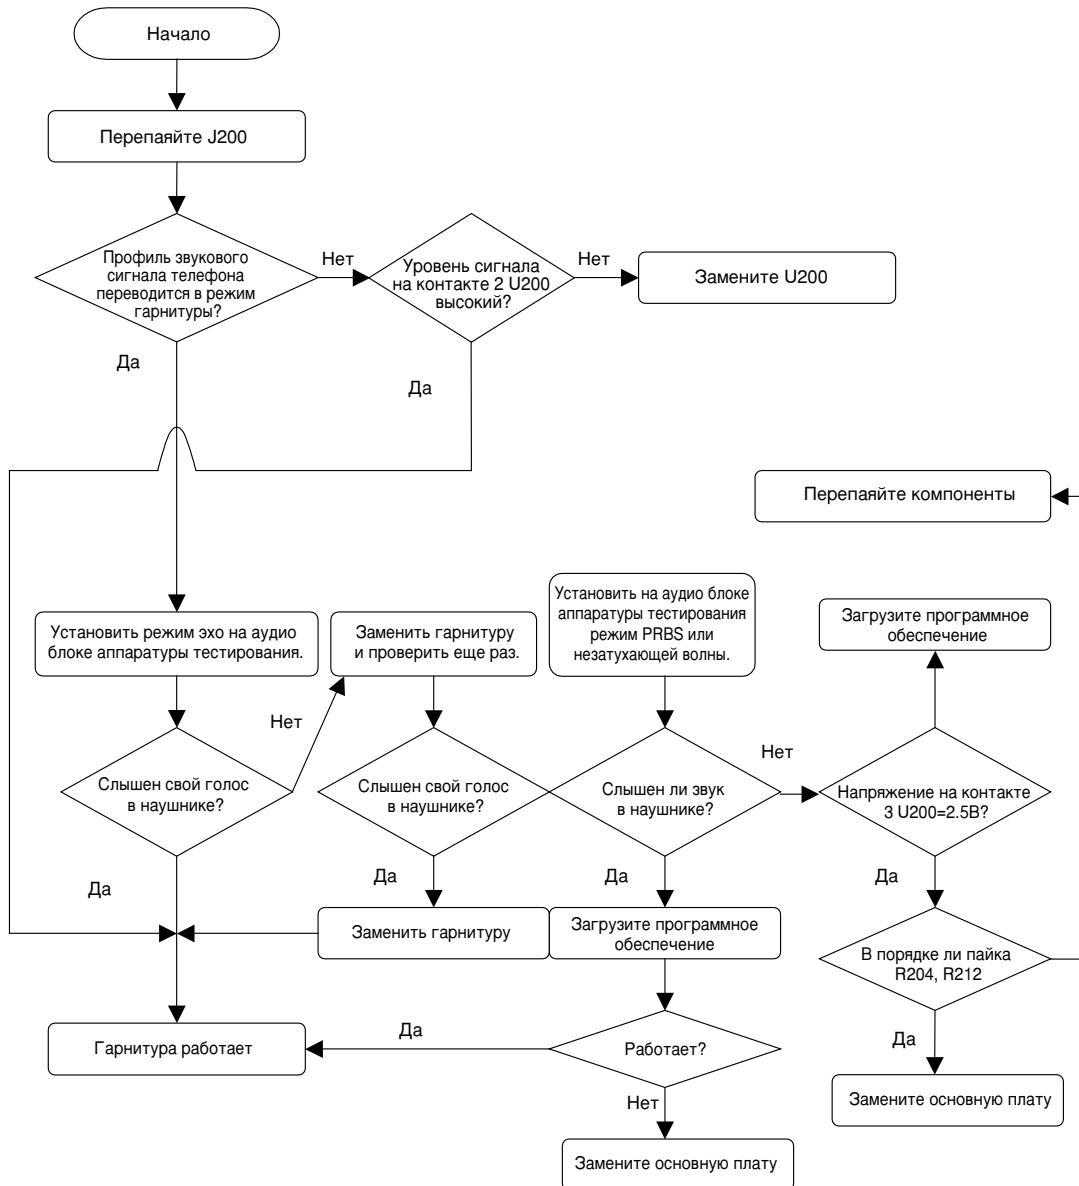 Начало
Перепаяйте J200
Профиль звукового
сигнала телефона
переводится в режим
гарнитуры?
Нет
Уровень сигнала
на контакте 2 U200
высокий?
Нет
Замените U200
Да
Да
Перепаяйте компоненты
Установить режим эхо на аудио
блоке аппаратуры тестирования.
Заменить гарнитуру
и проверить еще раз.
Установить на аудио блоке
аппаратуры тестирования
режим PRBS или
незатухающей волны.
Загрузите программное
обеспечение
Нет
Нет
Слышен свой голос
в наушнике?
Слышен свой голос
в наушнике?
Слышен ли звук
в наушнике?
Напряжение на контакте
3 U200=2.5В?
Да
Да
Да
Да
Заменить гарнитуру
Загрузите программное
обеспечение
В порядке ли пайка
R204, R212
Гарнитура работает
Да
Работает?
Да
Нет
Замените основную плату
Замените основную плату